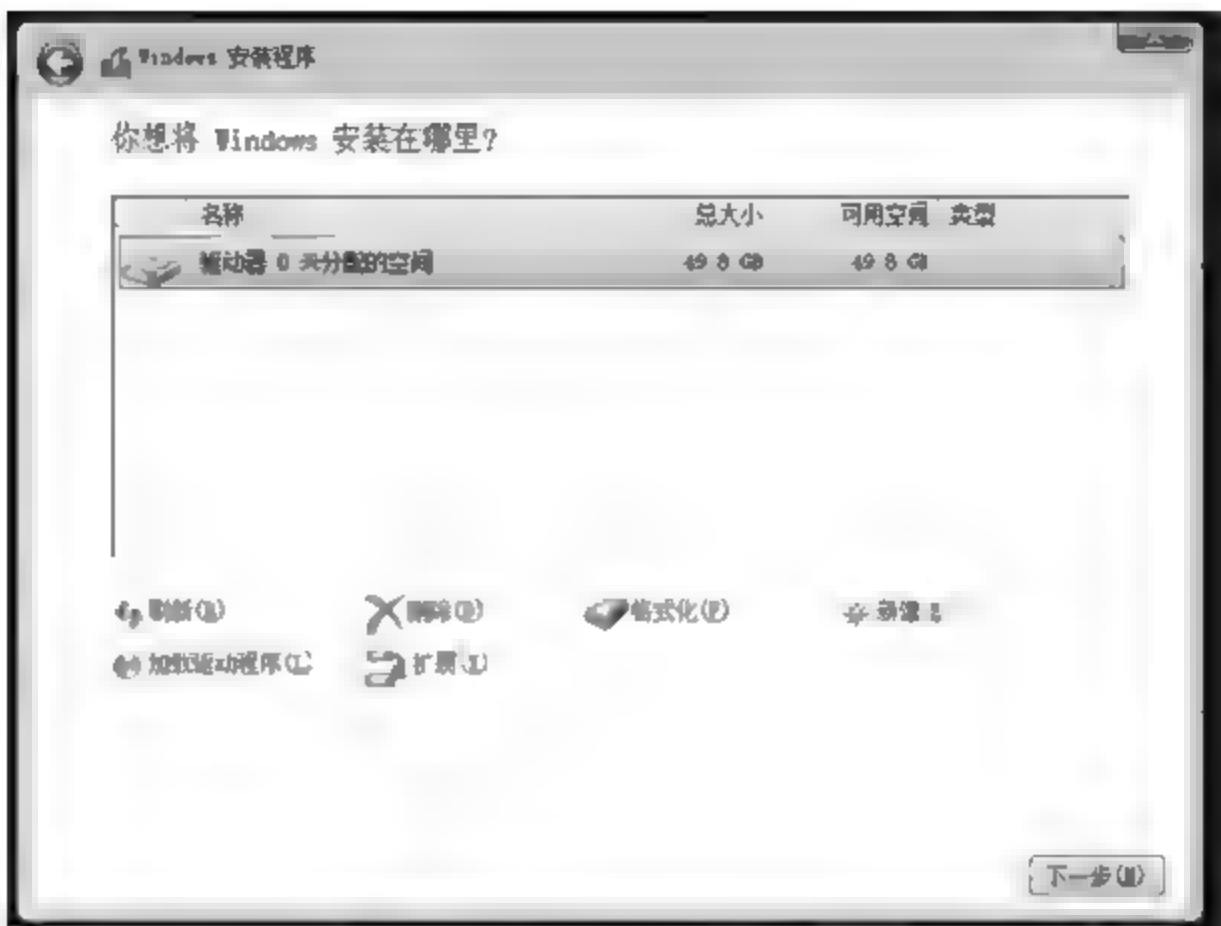 Windows 安装程序
你想将 Windows 安装在哪里?
名称 总大小 可用空间 类型
驱动器 0 未分配的空间 49.8 GB 49.8 GB
刷新(R) 删除(D) 格式化(F) 新建
加载驱动程序(L) 扩展
下一步(N)